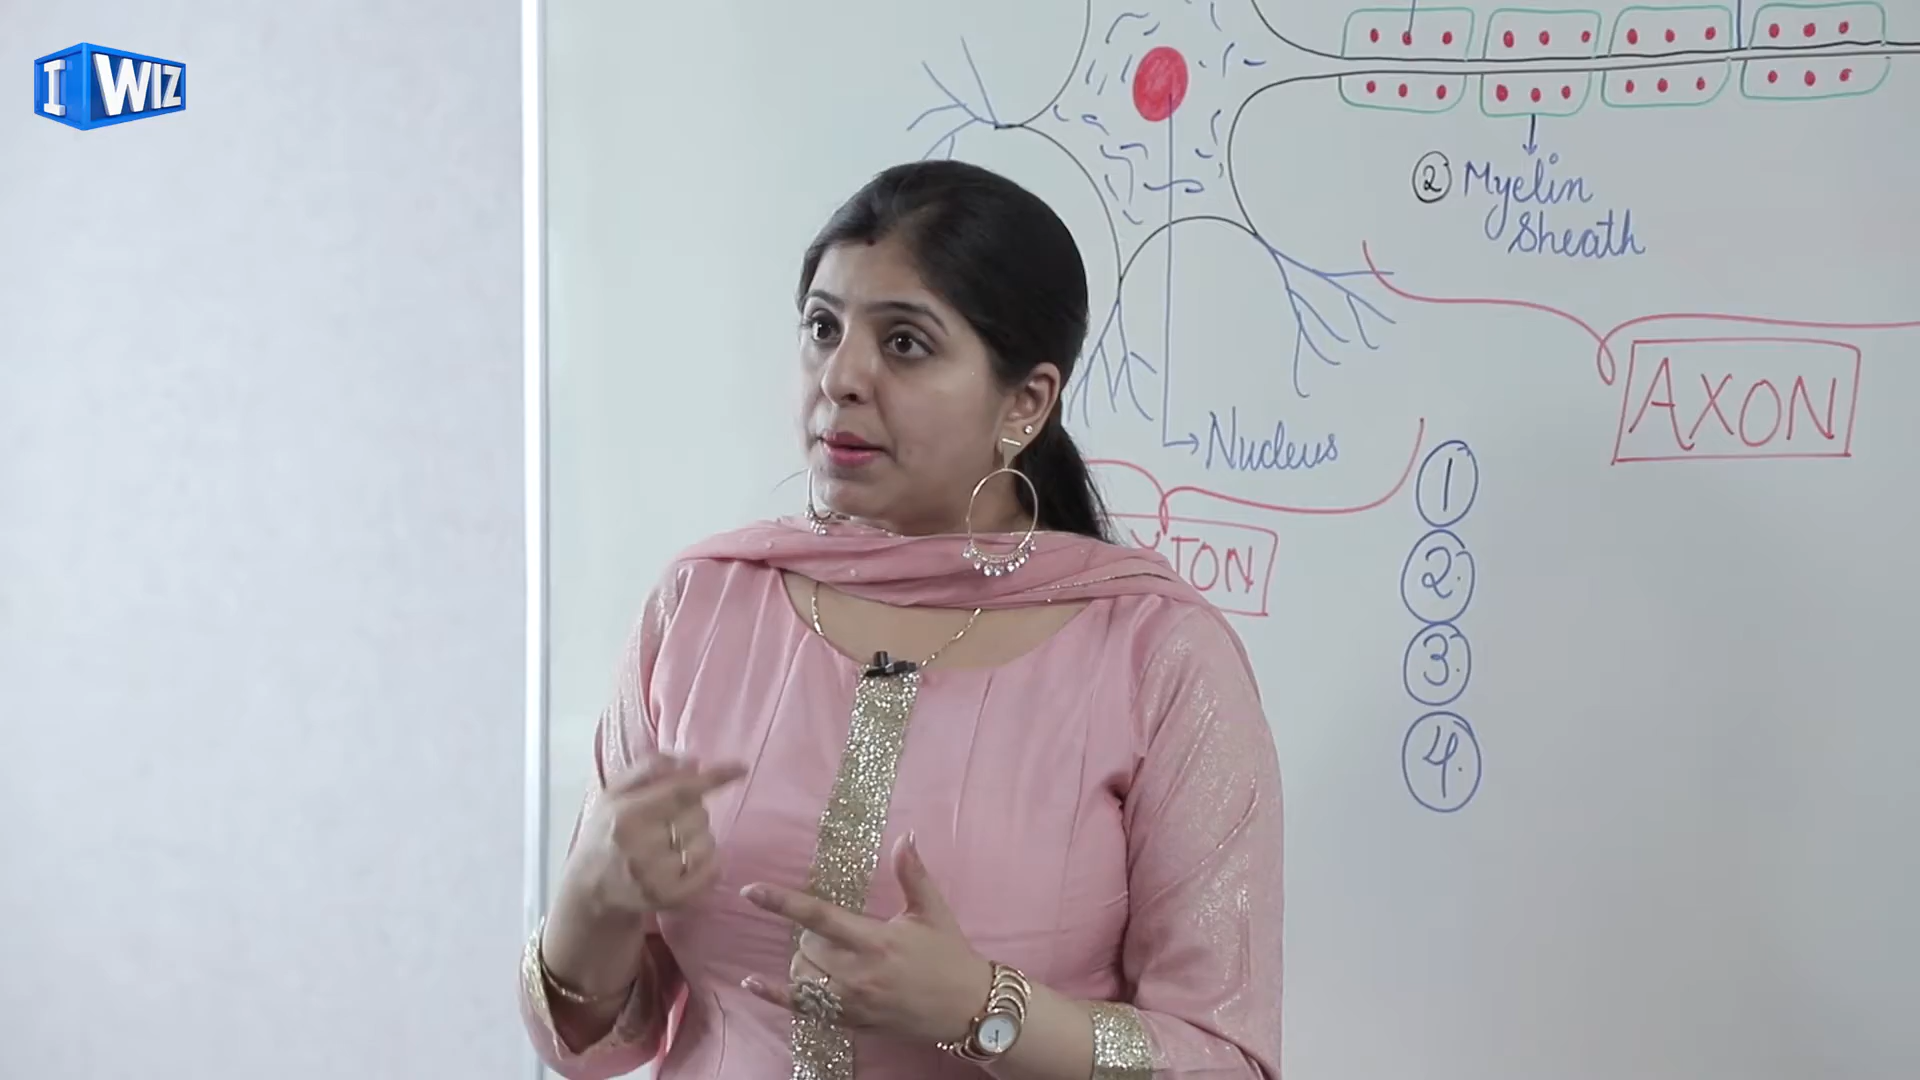 I WIZ
② Myelin
Sheath
AXON
Nucleus
TON
①
②.
③.
④.